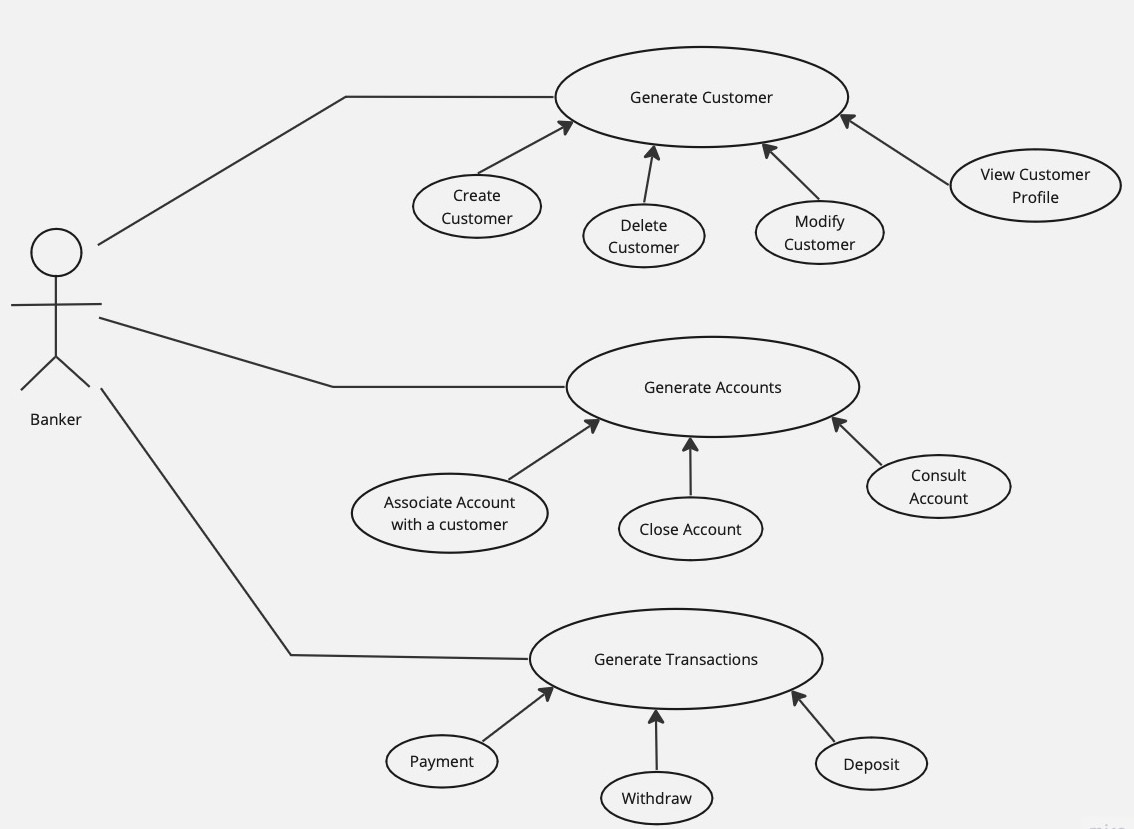 Generate Customer
View Customer
Profile
Create
Customer
Delete
Customer
Modify
Customer
Banker
Generate Accounts
Associate Account
with a customer
Close Account
Consult
Account
Generate Transactions
Payment
Withdraw
Deposit